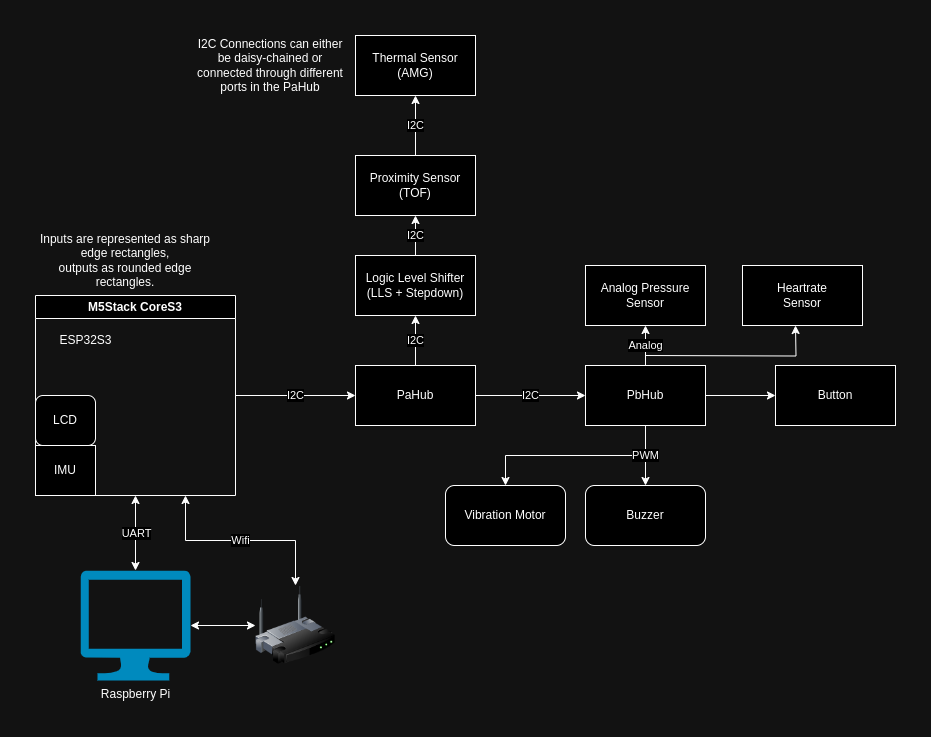 I2C Connections can either
be daisy-chained or
connected through different
ports in the PaHub
Thermal Sensor
(AMG)
I2C
Proximity Sensor
(TOF)
I2C
Logic Level Shifter
(LLS + Stepdown)
I2C
Inputs are represented as sharp
edge rectangles,
outputs as rounded edge
rectangles.
M5Stack CoreS3
ESP32S3
LCD
IMU
I2C
PaHub
I2C
PbHub
Analog
Analog Pressure
Sensor
Heartrate
Sensor
Button
PWM
Vibration Motor
Buzzer
UART
Wifi
Raspberry Pi